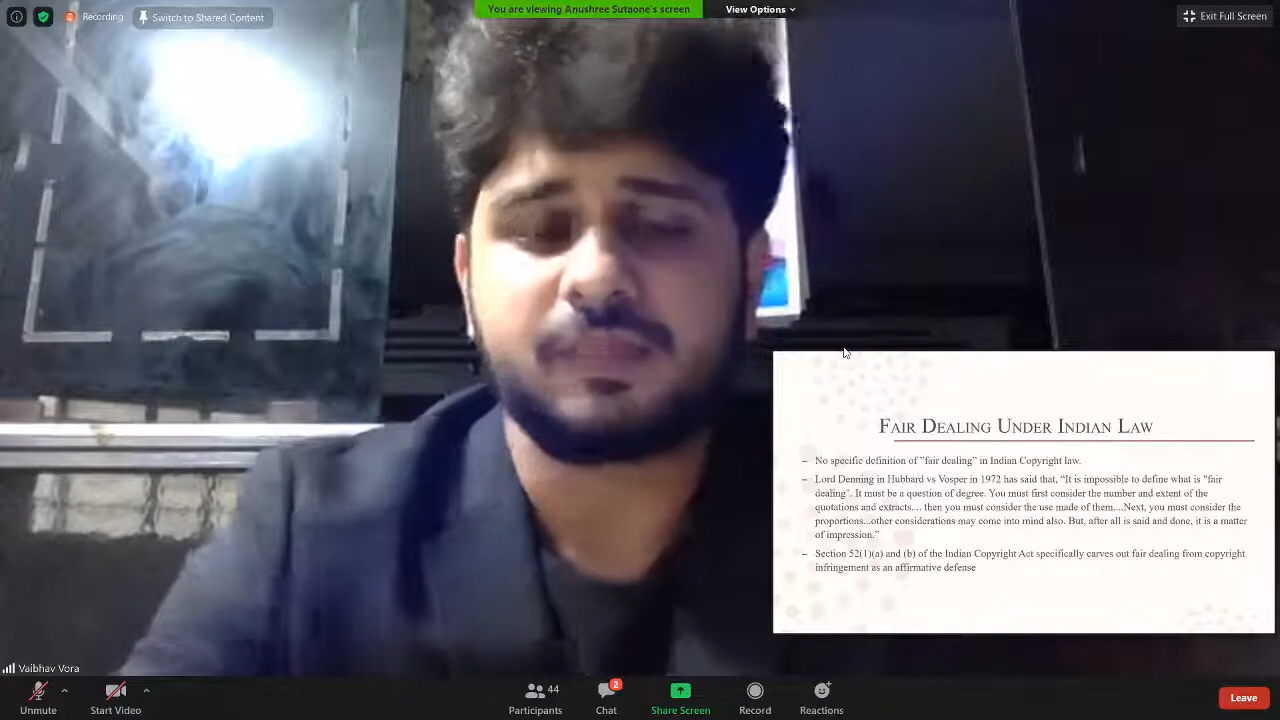 Recording
Switch to Shared Content
You are viewing Anushree Sutaone's screen
View Options
Exit Full Screen
FAIR DEALING UNDER INDIAN LAW
– No specific definition of "fair dealing" in Indian Copyright law.
– Lord Denning in Hubbard vs Vosper in 1972 has said that, “It is impossible to define what is "fair
dealing". It must be a question of degree. You must first consider the number and extent of the
quotations and extracts.... then you must consider the use made of them....Next, you must consider the
proportions...other considerations may come into mind also. But, after all is said and done, it is a matter
of impression.”
– Section 52(1)(a) and (b) of the Indian Copyright Act specifically carves out fair dealing from copyright
infringement as an affirmative defense
Vaibhav Vora
Unmute
Start Video
Participants
44
Chat
2
Share Screen
Record
Reactions
Leave